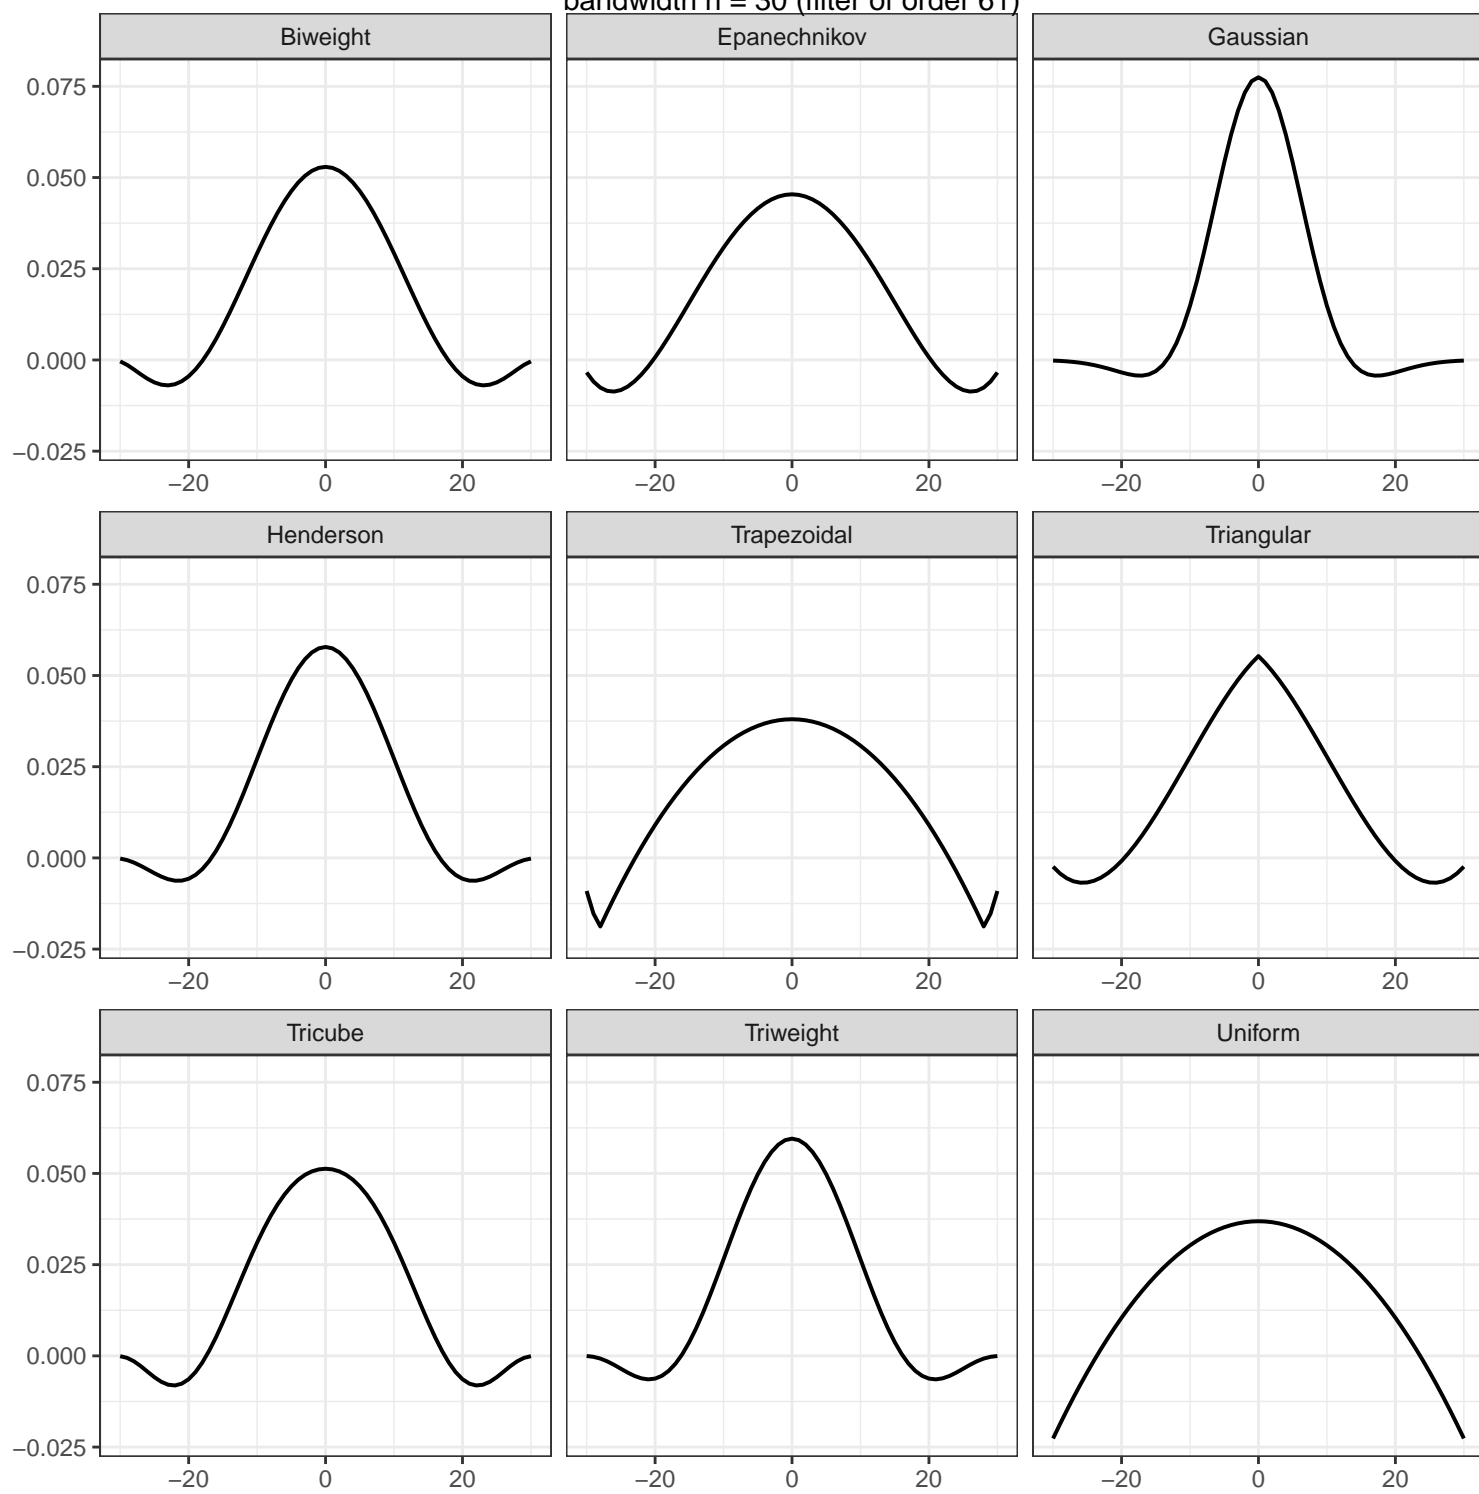 bandwidth h = 30 (filter of order 61)
Biweight Epanechnikov Gaussian
0.075
0.050
0.025
0.000
−0.025
−20 0 20 −20 0 20 −20 0 20
Henderson Trapezoidal Triangular
0.075
0.050
0.025
0.000
−0.025
−20 0 20 −20 0 20 −20 0 20
Tricube Triweight Uniform
0.075
0.050
0.025
0.000
−0.025
−20 0 20 −20 0 20 −20 0 20